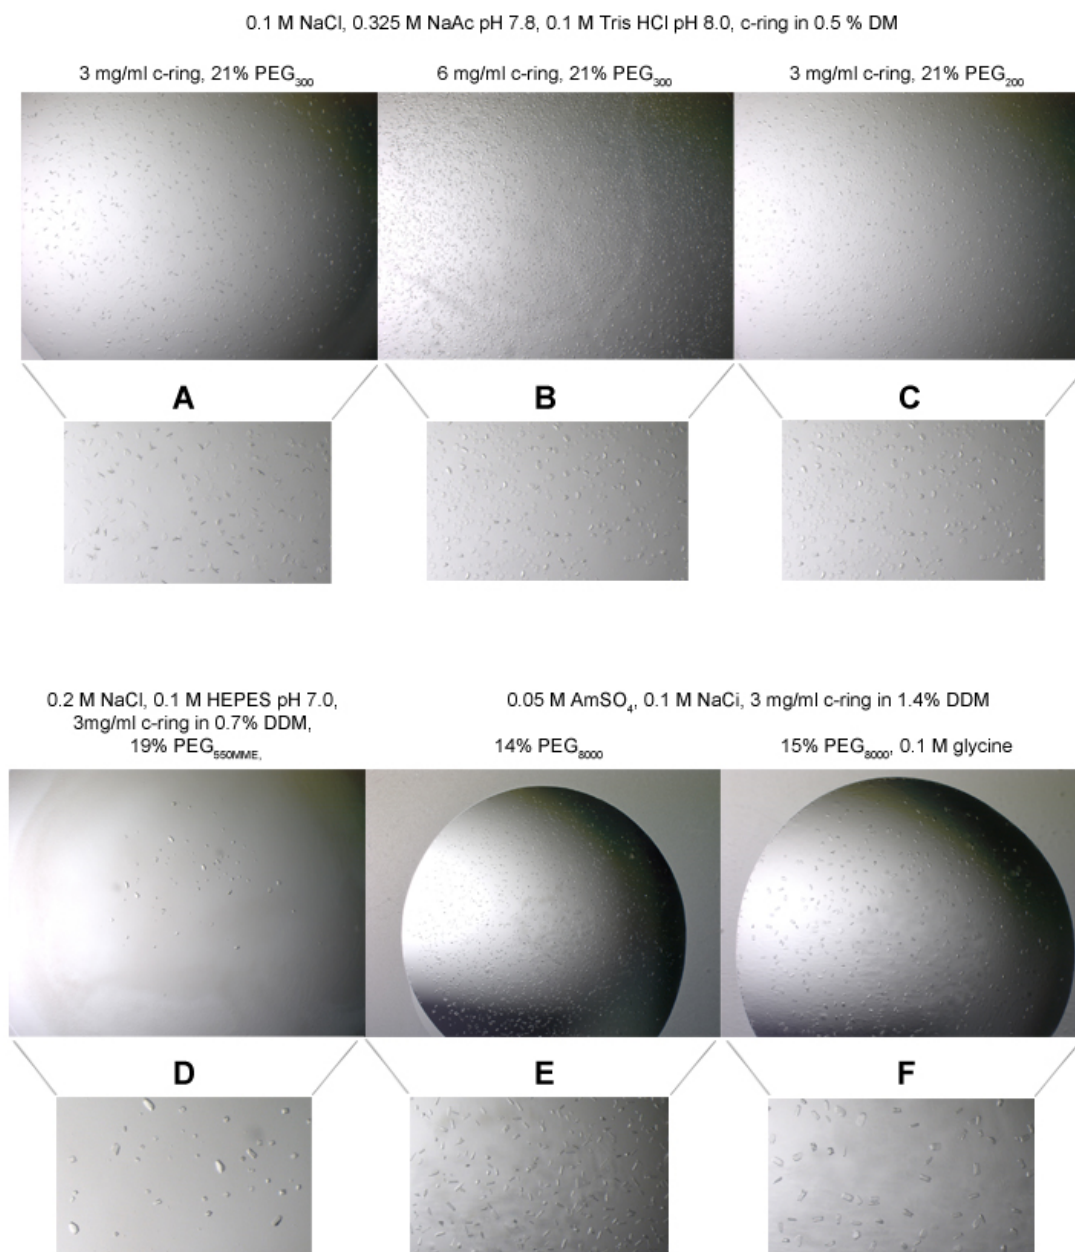 0.1 M NaCl, 0.325 M NaAc pH 7.8, 0.1 M Tris HCl pH 8.0, c-ring in 0.5 % DM
3 mg/ml c-ring, 21% PEG300
6 mg/ml c-ring, 21% PEG300
3 mg/ml c-ring, 21% PEG200
A
B
C
0.2 M NaCl, 0.1 M HEPES pH 7.0,
3mg/ml c-ring in 0.7% DDM,
19% PEG550MME,
0.05 M AmSO4, 0.1 M NaCi, 3 mg/ml c-ring in 1.4% DDM
14% PEG8000
15% PEG8000, 0.1 M glycine
D
E
F